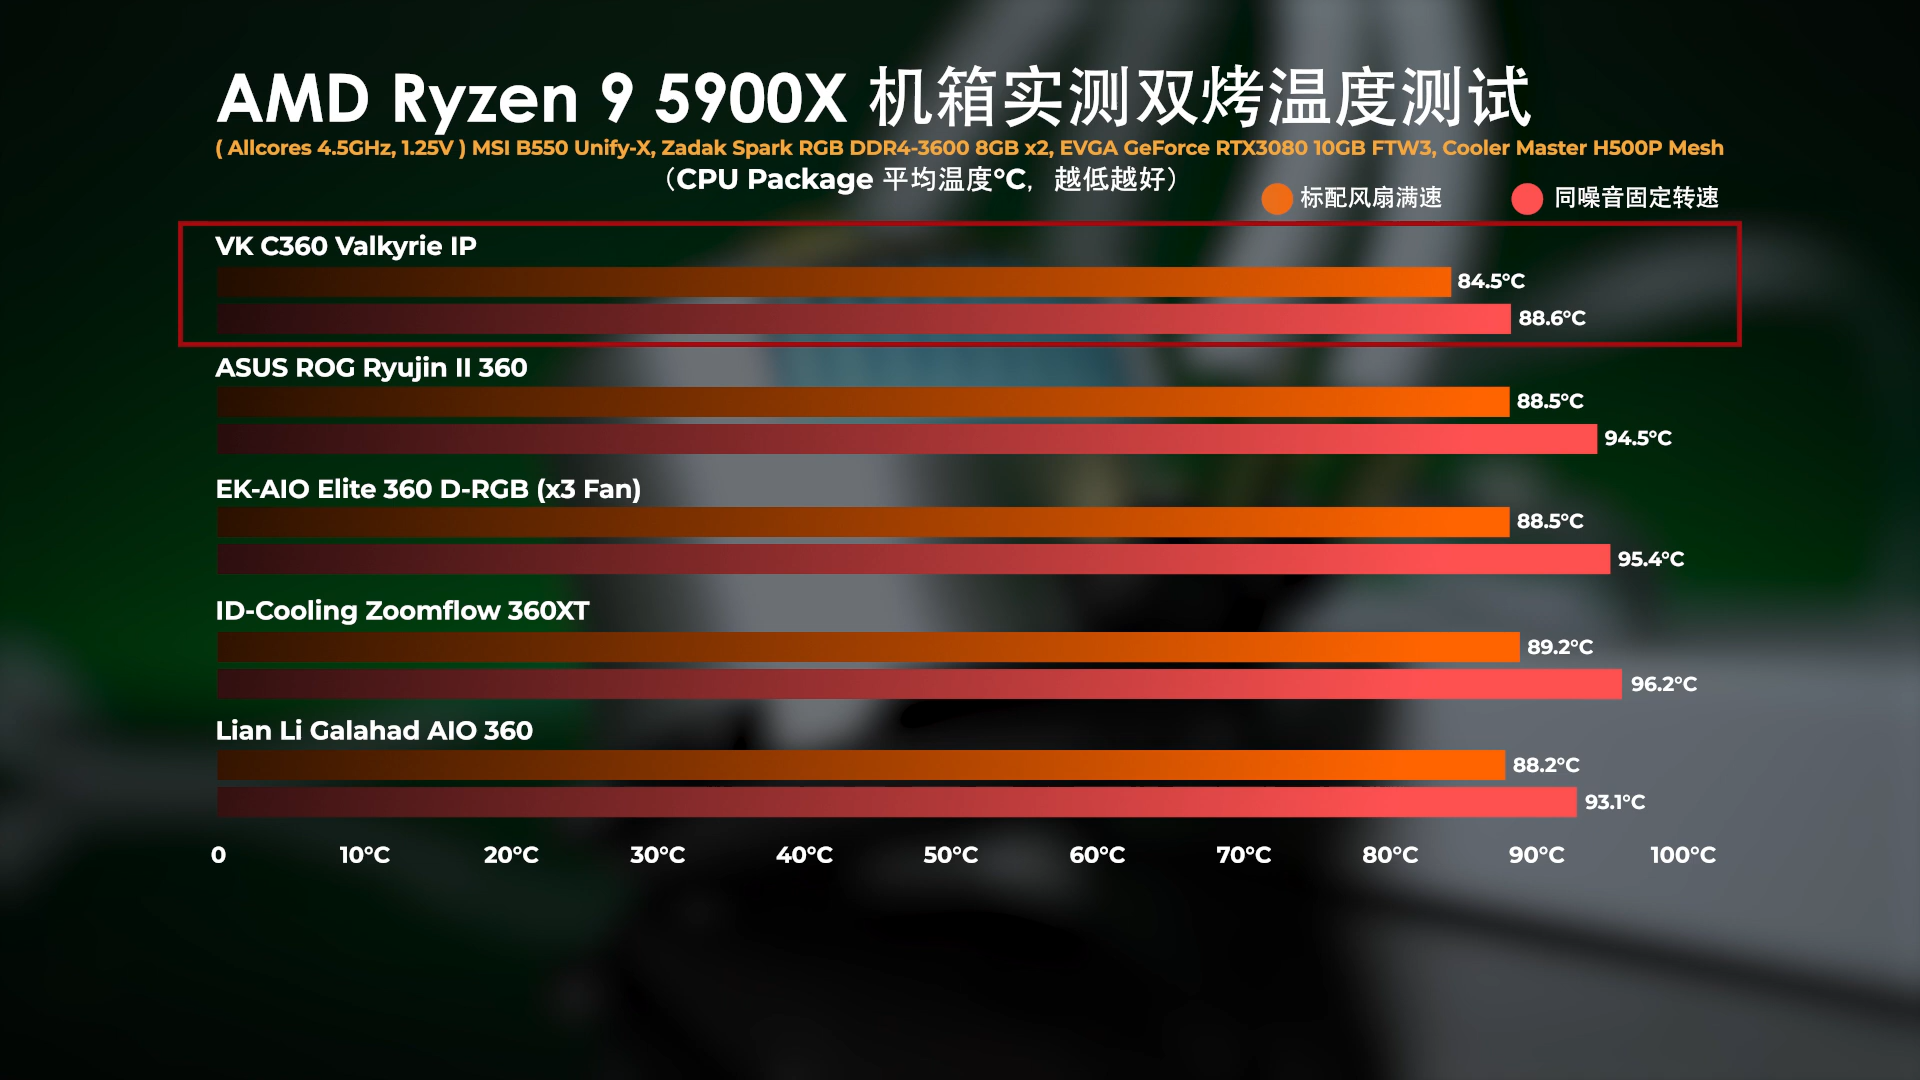 AMD Ryzen 9 5900X 机箱实测双烤温度测试
( Allcores 4.5GHz, 1.25V ) MSI B550 Unify-X, Zadak Spark RGB DDR4-3600 8GB x2, EVGA GeForce RTX3080 10GB FTW3, Cooler Master H500P Mesh
（CPU Package 平均温度°C，越低越好）
标配风扇满速 同噪音固定转速
VK C360 Valkyrie IP
84.5°C
88.6°C
ASUS ROG Ryujin II 360
88.5°C
94.5°C
EK-AIO Elite 360 D-RGB (x3 Fan)
88.5°C
95.4°C
ID-Cooling Zoomflow 360XT
89.2°C
96.2°C
Lian Li Galahad AIO 360
88.2°C
93.1°C
0 10°C 20°C 30°C 40°C 50°C 60°C 70°C 80°C 90°C 100°C